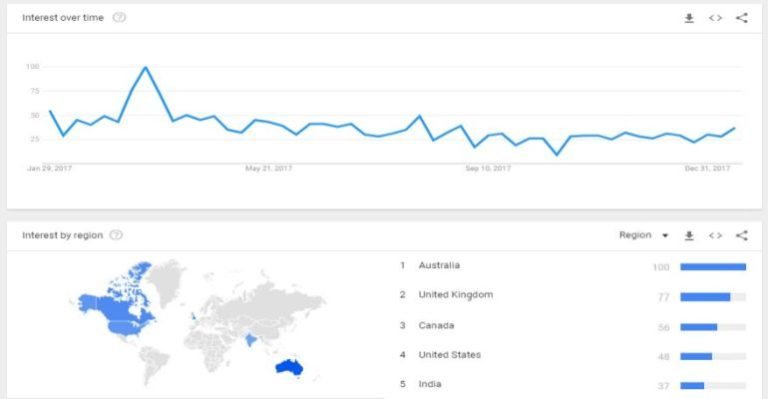 Interest over time
100
75
50
25
Jan 29, 2017 May 21, 2017 Sep 10, 2017 Dec 31, 2017
Interest by region Region
1 Australia 100
2 United Kingdom 77
3 Canada 56
4 United States 48
5 India 37